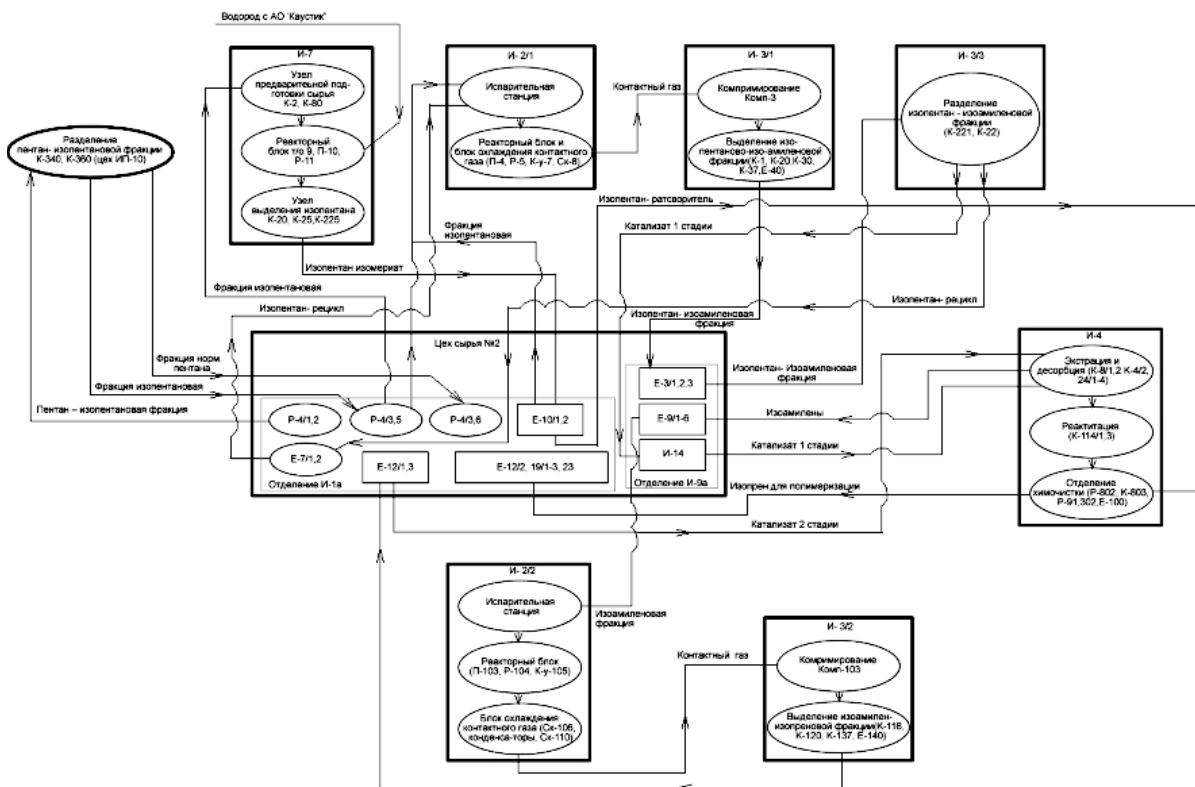 Водород с АО "Каустик"
И-7
Узел
предварительной под-
готовки сырья
К-2, К-80
Реакторный
блок т/о 9, П-10,
Р-11
Узел
выделения изопентана
К-20, К-25,К-225
И- 2/1
Испарительная
станция
Реакторный блок и
блок охлаждения контактного
газа (П-4, Р-5, К-у-7, Ск-8)
Контактный газ
И- 3/1
Компримирование
Комп-3
Выделение изо-
пентаново-изо-амиленовой
фракции(К-1, К-20.К-30,
К-37,Е-40)
И- 3/3
Разделение
изопентан - изоамиленовой
фракции
(К-221, К-22)
Разделение
пентан- изопентановой фракции
К-340, К-360 (цех ИП-10)
Изопентан- ратсворитель
Катализат 1 стадии
Фракция
изопентановая
Изопентан изомериат
Фракция изопентановая
Изопентан- рецикл
Изопентан- рецикл
Изопентан- изоамиленовая
фракция
Цех сырья №2
Фракция норм.
пентана
Фракция изопентановая
Пентан – изопентановая фракция
Р-4/1,2
Р-4/3,5
Р-4/3,6
Е-10/1,2
Е-7/1,2
Е-12/1,3
Е-12/2, 19/1-3, 23
Отделение И-1а
Е-3/1,2,3
Е-9/1-6
И-14
Отделение И-9а
Изопентан- Изоамиленовая
фракция
Изоамилены
Катализат 1 стадии
Изопрен для полимеризации
Катализат 2 стадии
И-4
Экстрация и
десорбция (К-8/1,2 К-4/2,
24/1-4)
Реактитация
(К-114/1,3)
Отделение
химочистки (Р-802, К-803,
Р-91,302,Е-100)
И- 2/2
Испарительная
станция
Изоамиленовая
фракция
Реакторный блок
(П-103, Р-104, К-у-105)
Блок охлаждения
контактного газа (Ск-106,
конденса-торы, Ск-110)
Контактный газ
И- 3/2
Комримирование
Комп-103
Выделение изоамилен-
изопреновой фракции(К-118,
К-120, К-137, Е-140)